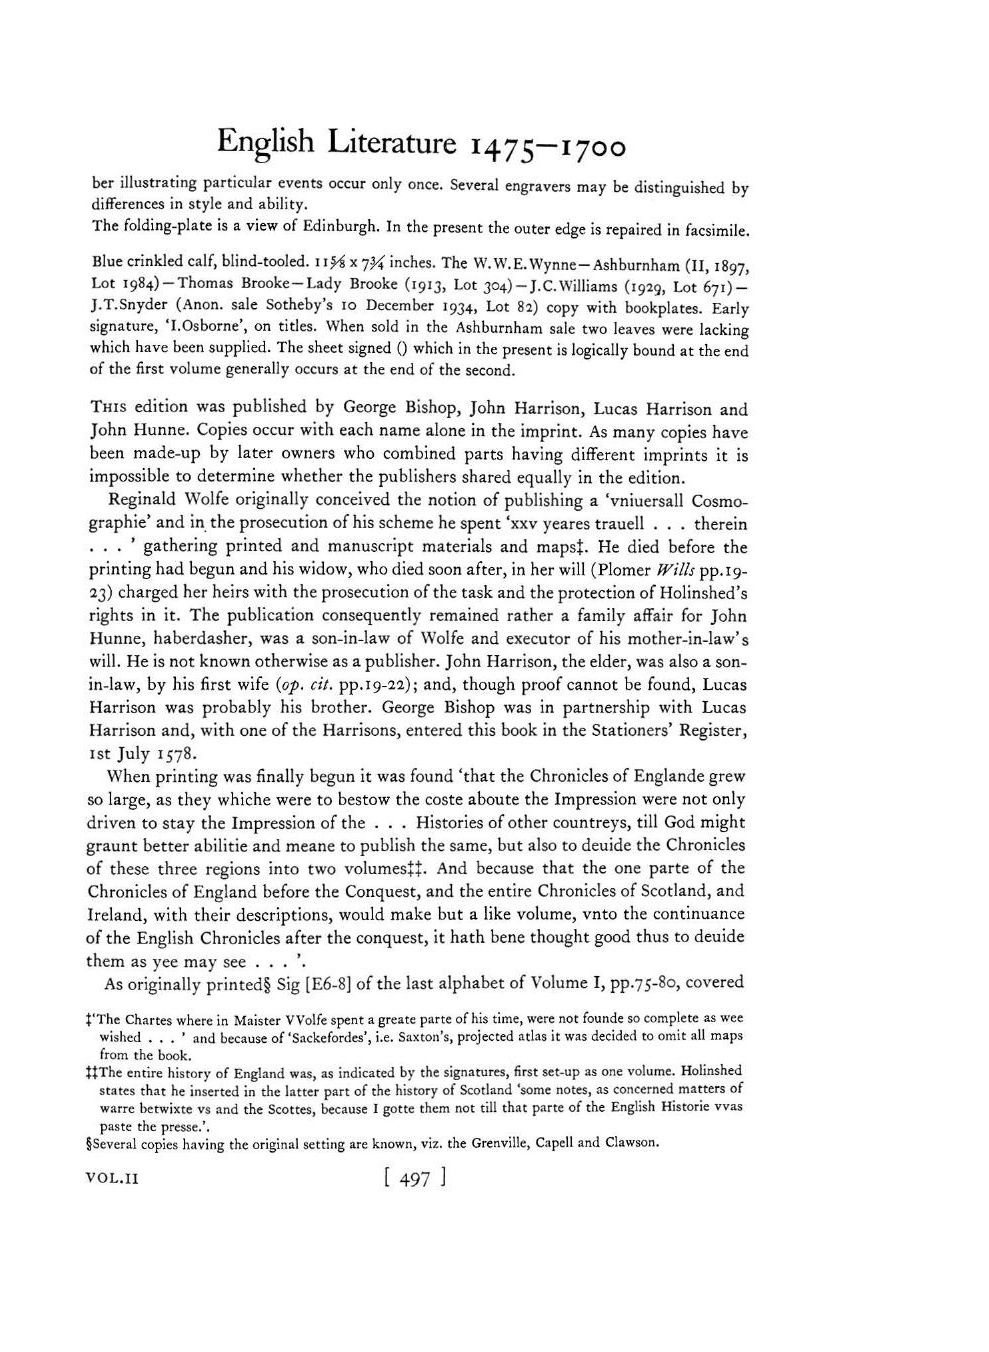 English Literature 1475–1700
ber illustrating particular events occur only once. Several engravers may be distinguished by
differences in style and ability.
The folding-plate is a view of Edinburgh. In the present the outer edge is repaired in facsimile.
Blue crinkled calf, blind-tooled. 11⅝ x 7¾ inches. The W.W.E.Wynne—Ashburnham (II, 1897,
Lot 1984)—Thomas Brooke—Lady Brooke (1913, Lot 304)—J.C.Williams (1929, Lot 671)—
J.T.Snyder (Anon. sale Sotheby's 10 December 1934, Lot 82) copy with bookplates. Early
signature, 'I.Osborne', on titles. When sold in the Ashburnham sale two leaves were lacking
which have been supplied. The sheet signed () which in the present is logically bound at the end
of the first volume generally occurs at the end of the second.
THIS edition was published by George Bishop, John Harrison, Lucas Harrison and
John Hunne. Copies occur with each name alone in the imprint. As many copies have
been made-up by later owners who combined parts having different imprints it is
impossible to determine whether the publishers shared equally in the edition.
Reginald Wolfe originally conceived the notion of publishing a 'vniuersall Cosmo-
graphie' and in the prosecution of his scheme he spent 'xxv yeares trauell . . . therein
. . . ' gathering printed and manuscript materials and maps‡. He died before the
printing had begun and his widow, who died soon after, in her will (Plomer Wills pp.19-
23) charged her heirs with the prosecution of the task and the protection of Holinshed's
rights in it. The publication consequently remained rather a family affair for John
Hunne, haberdasher, was a son-in-law of Wolfe and executor of his mother-in-law's
will. He is not known otherwise as a publisher. John Harrison, the elder, was also a son-
in-law, by his first wife (op. cit. pp.19-22); and, though proof cannot be found, Lucas
Harrison was probably his brother. George Bishop was in partnership with Lucas
Harrison and, with one of the Harrisons, entered this book in the Stationers' Register,
1st July 1578.
When printing was finally begun it was found 'that the Chronicles of Englande grew
so large, as they whiche were to bestow the coste aboute the Impression were not only
driven to stay the Impression of the . . . Histories of other countreys, till God might
graunt better abilitie and meane to publish the same, but also to deuide the Chronicles
of these three regions into two volumes‡‡. And because that the one parte of the
Chronicles of England before the Conquest, and the entire Chronicles of Scotland, and
Ireland, with their descriptions, would make but a like volume, vnto the continuance
of the English Chronicles after the conquest, it hath bene thought good thus to deuide
them as yee may see . . . '.
As originally printed§ Sig [E6-8] of the last alphabet of Volume I, pp.75-80, covered
‡'The Chartes where in Maister VVolfe spent a greate parte of his time, were not founde so complete as wee
wished . . . ' and because of 'Sackefordes', i.e. Saxton's, projected atlas it was decided to omit all maps
from the book.
‡‡The entire history of England was, as indicated by the signatures, first set-up as one volume. Holinshed
states that he inserted in the latter part of the history of Scotland 'some notes, as concerned matters of
warre betwixte vs and the Scottes, because I gotte them not till that parte of the English Historie vvas
paste the presse.'.
§Several copies having the original setting are known, viz. the Grenville, Capell and Clawson.
VOL.II [ 497 ]